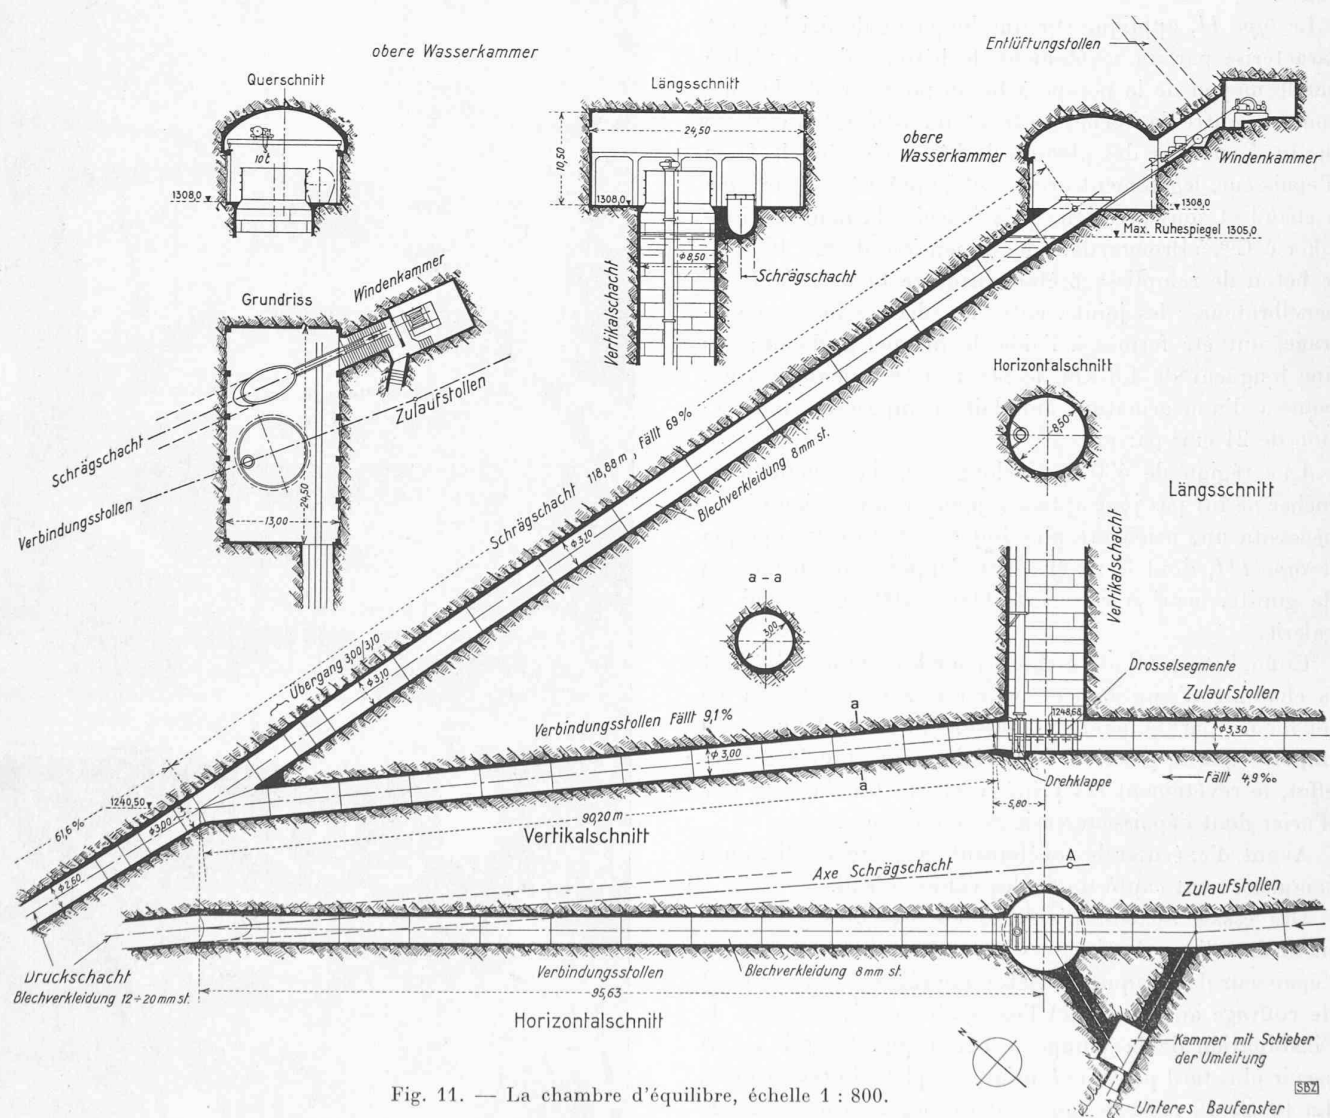 obere Wasserkammer
Querschnitt
10t
1308,0
Längsschnitt
24,50
10,50
1308,0
φ 8,50
Vertikalschacht
Schrägschacht
Entlüftungstollen
obere
Wasserkammer
Windenkammer
1308,0
Max. Ruhespiegel 1305,0
Grundriss
Windenkammer
Zulaufstollen
Schrägschacht
Verbindungsstollen
24,50
13,00
Horizontalschnitt
8,50
Längsschnitt
Vertikalschacht
Schrägschacht 118,88 m, Fällt 69 %
Blechverkleidung 8 mm st.
φ 3,10
Übergang 3,00/3,10
φ 3,10
a – a
3,00
Drosselsegmente
Zulaufstollen
1248,68
φ 3,30
Fällt 4,9 ‰
Verbindungsstollen Fällt 9,1 %
a
φ 3,00
a
Drehklappe
5,80
1240,50
61,6 %
φ 3,00
φ 2,60
90,20 m
Vertikalschnitt
Axe Schrägschacht
A
Zulaufstollen
Druckschacht
Blechverkleidung 12÷20 mm st.
Verbindungsstollen
Blechverkleidung 8 mm st.
95,63
Horizontalschnitt
N
Kammer mit Schieber
der Umleitung
Unteres Baufenster
SBZ
Fig. 11. — La chambre d'équilibre, échelle 1 : 800.